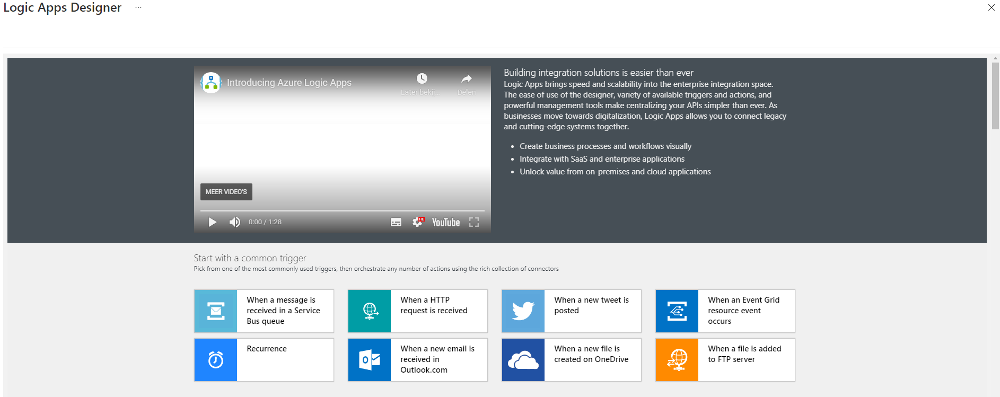 Logic Apps Designer ...
Introducing Azure Logic Apps
Later bekij...
Delen
MEER VIDEO'S
0:00 / 1:28
HD
YouTube
Building integration solutions is easier than ever
Logic Apps brings speed and scalability into the enterprise integration space.
The ease of use of the designer, variety of available triggers and actions, and
powerful management tools make centralizing your APIs simpler than ever. As
businesses move towards digitalization, Logic Apps allows you to connect legacy
and cutting-edge systems together.
• Create business processes and workflows visually
• Integrate with SaaS and enterprise applications
• Unlock value from on-premises and cloud applications
Start with a common trigger
Pick from one of the most commonly used triggers, then orchestrate any number of actions using the rich collection of connectors
When a message is
received in a Service
Bus queue
When a HTTP
request is received
When a new tweet is
posted
When an Event Grid
resource event
occurs
Recurrence
When a new email is
received in
Outlook.com
When a new file is
created on OneDrive
When a file is added
to FTP server